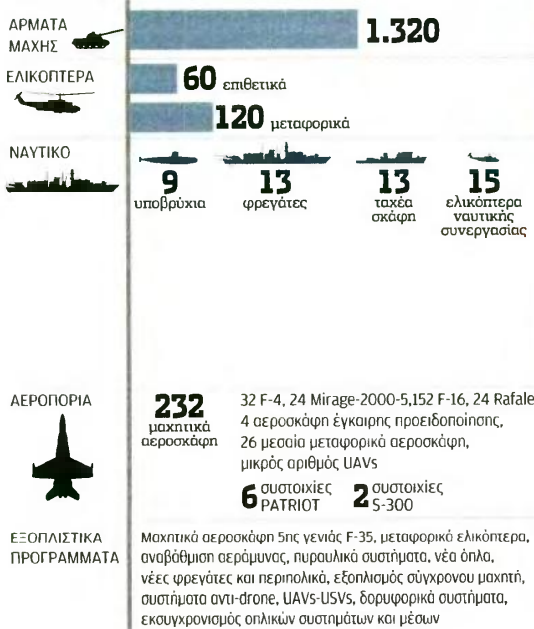 ΑΡΜΑΤΑ
ΜΑΧΗΣ
1.320
ΕΛΙΚΟΠΤΕΡΑ
60 επιθετικά
120 μεταφορικά
ΝΑΥΤΙΚΟ
9
υποβρύχια
13
φρεγάτες
13
ταχέα
σκάφη
15
ελικόπτερα
ναυτικής
συνεργασίας
ΑΕΡΟΠΟΡΙΑ
232
μαχητικά
αεροσκάφη
32 F-4, 24 Mirage-2000-5,152 F-16, 24 Rafale
4 αεροσκάφη έγκαιρης προειδοποίησης,
26 μεσαία μεταφορικά αεροσκάφη,
μικρός αριθμός UAVs
6 συστοιχίες
PATRIOT
2 συστοιχίες
S-300
ΕΞΟΠΛΙΣΤΙΚΑ
ΠΡΟΓΡΑΜΜΑΤΑ
Μαχητικά αεροσκάφη 5ης γενιάς F-35, μεταφορικά ελικόπτερα,
αναβάθμιση αεράμυνας, πυραυλικά συστήματα, νέα όπλα,
νέες φρεγάτες και περιπολικά, εξοπλισμός σύγχρονου μαχητή,
συστήματα αντι-drone, UAVs-USVs, δορυφορικά συστήματα,
εκσυγχρονισμός οπλικών συστημάτων και μέσων